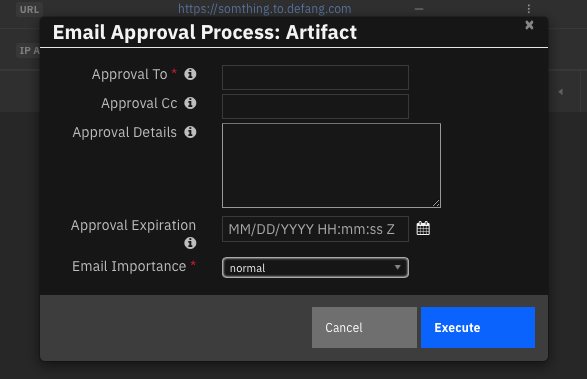 URL
https://somthing.to.defang.com
—
IP A
Email Approval Process: Artifact
×
Approval To *
Approval Cc
Approval Details
Approval Expiration
MM/DD/YYYY HH:mm:ss Z
Email Importance *
normal
Cancel
Execute